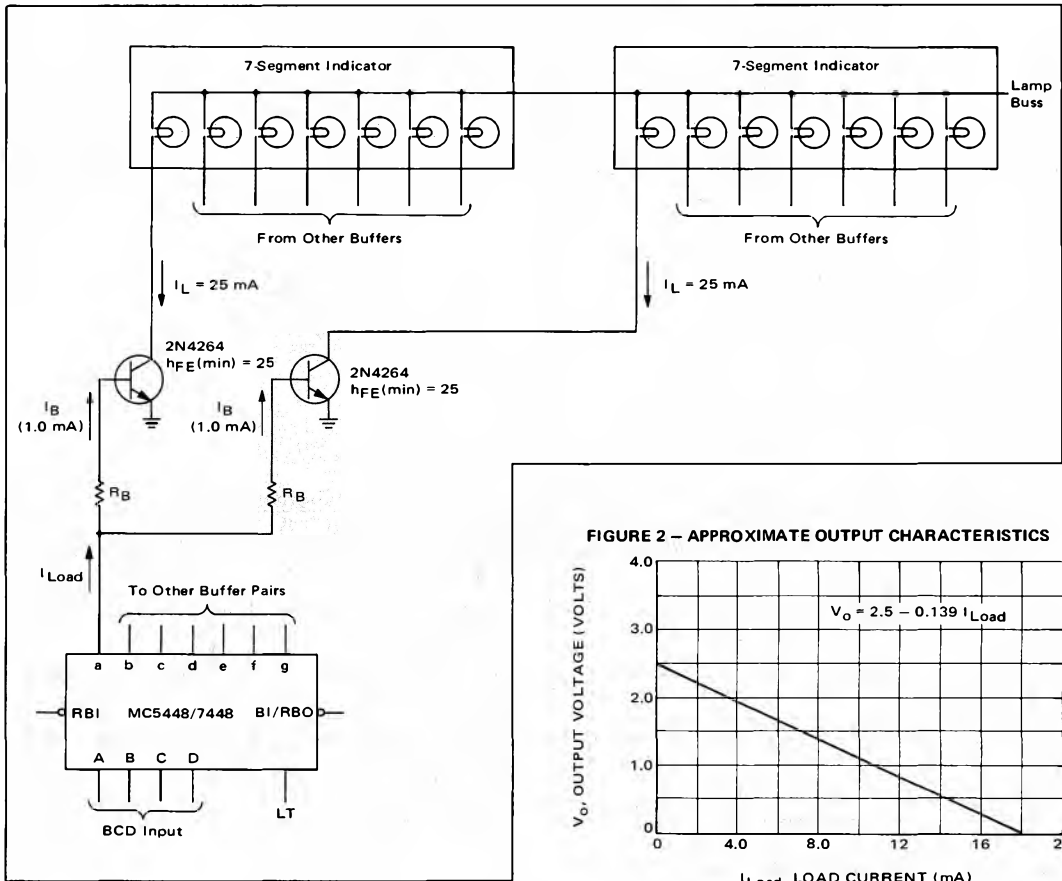 7-Segment Indicator
7-Segment Indicator
Lamp
Buss
From Other Buffers
From Other Buffers
I_L = 25 mA
I_L = 25 mA
2N4264
h_FE(min) = 25
2N4264
h_FE(min) = 25
I_B
(1.0 mA)
I_B
(1.0 mA)
R_B
R_B
I_Load
To Other Buffer Pairs
a b c d e f g
RBI MC5448/7448 BI/RBO
A B C D
LT
BCD Input
FIGURE 2 – APPROXIMATE OUTPUT CHARACTERISTICS
V_o = 2.5 – 0.139 I_Load
V_o, OUTPUT VOLTAGE (VOLTS)
4.0
3.0
2.0
1.0
0
0 4.0 8.0 12 16
I_Load, LOAD CURRENT (mA)